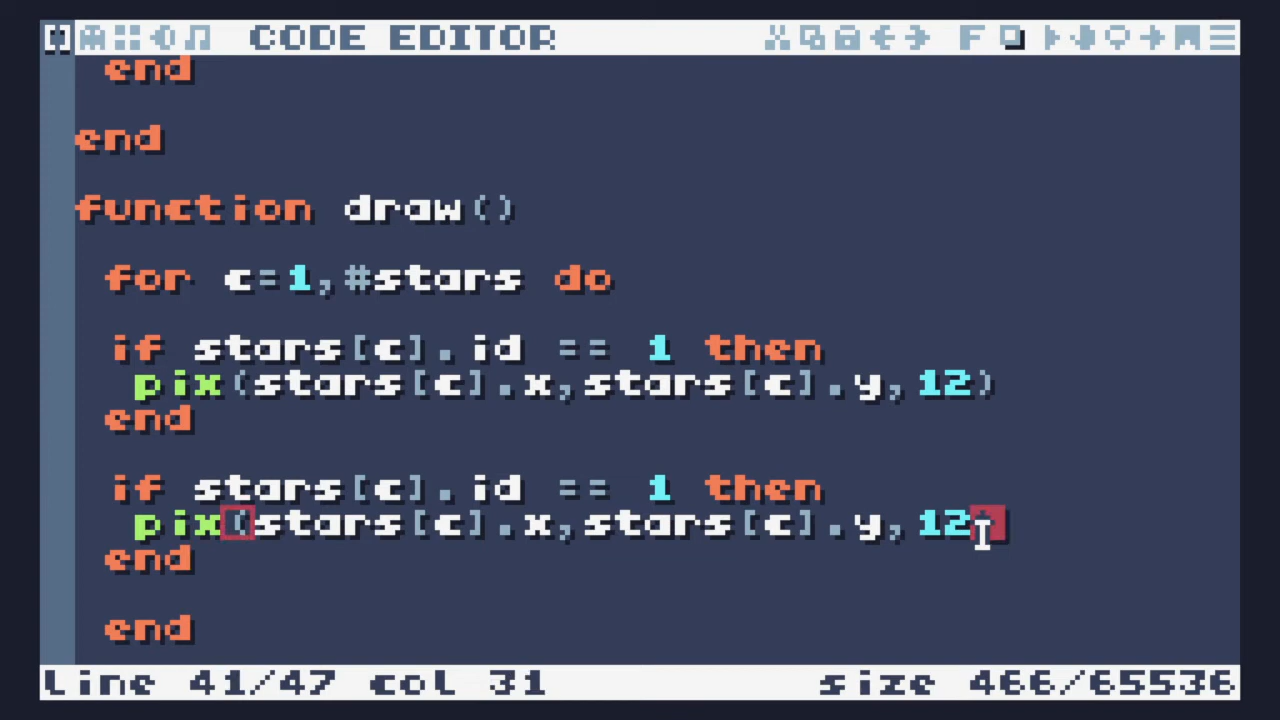 CODE EDITOR
F
end
end
function draw()
for c=1,#stars do
if stars[c].id == 1 then
pix(stars[c].x,stars[c].y,12)
end
if stars[c].id == 1 then
pix(stars[c].x,stars[c].y,12)
end
end
line 41/47 col 31
size 466/65536